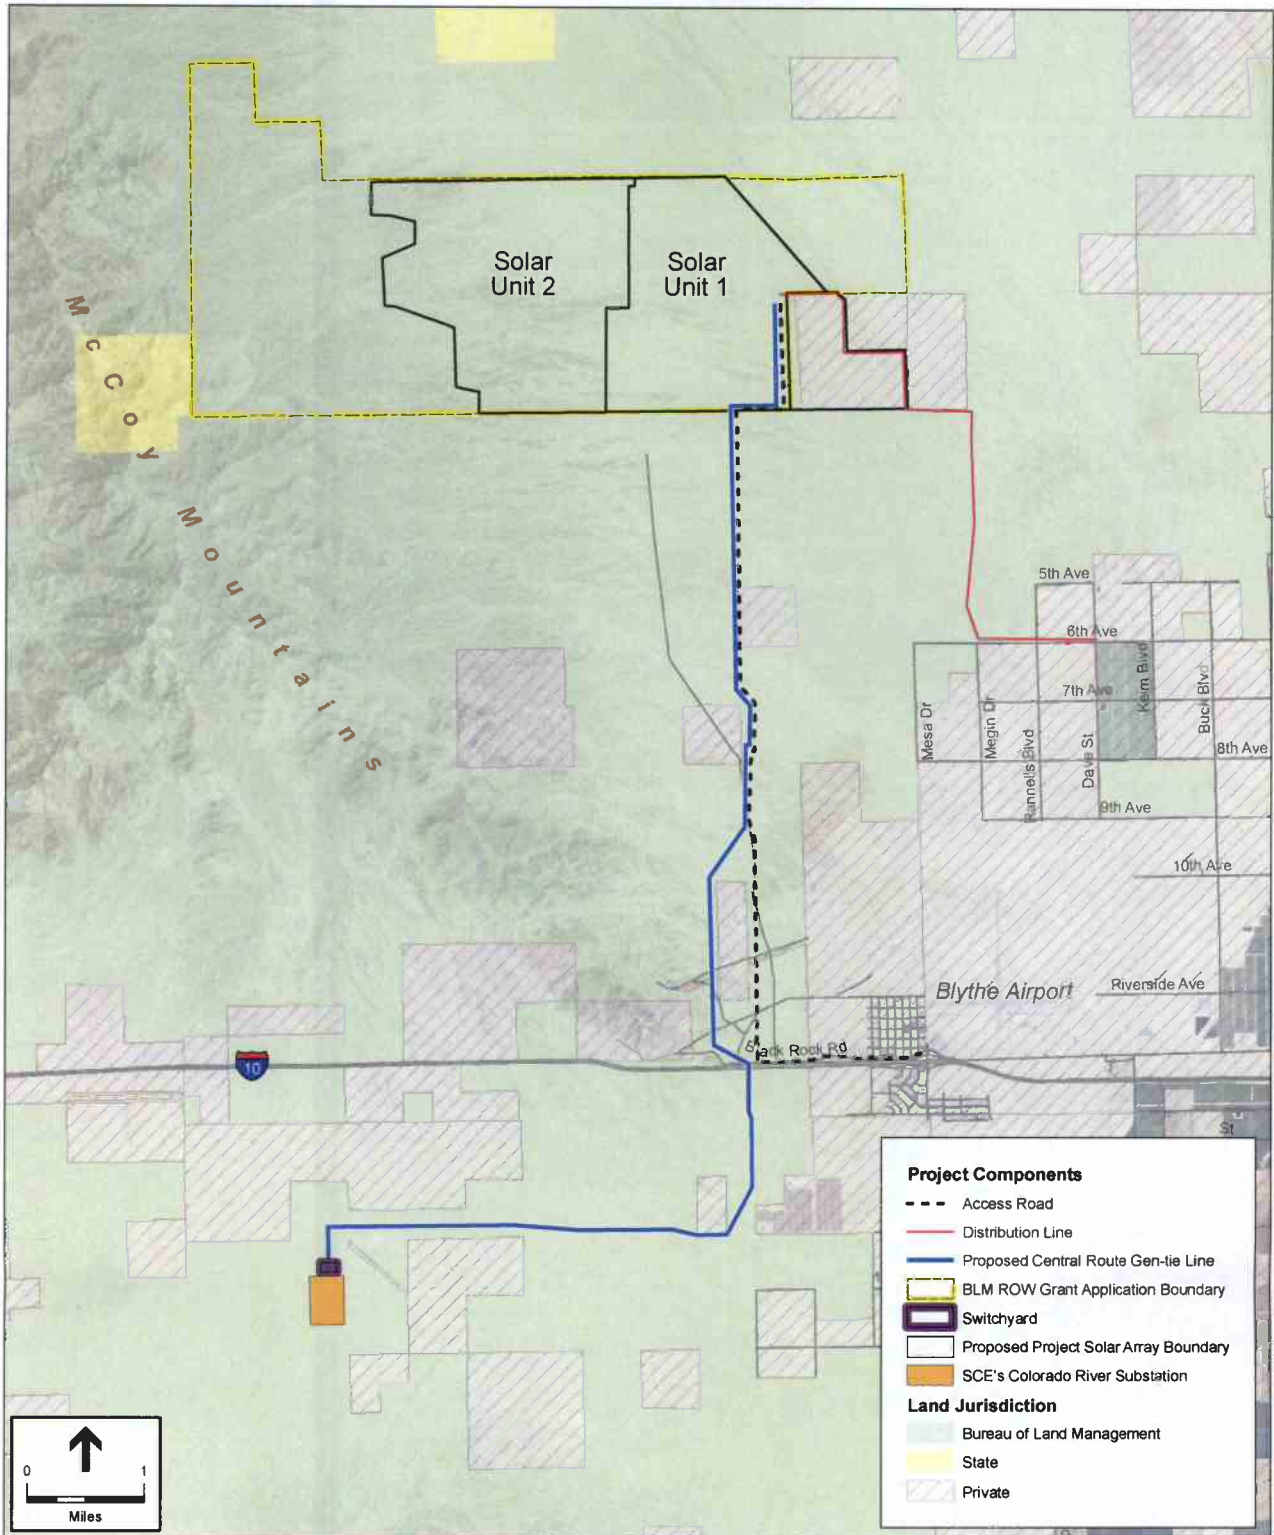 Solar
Unit 2
Solar
Unit 1
McCoy Mountains
5th Ave
6th Ave
7th Ave
8th Ave
9th Ave
10th Ave
Mesa Dr
Megin Dr
Rannells Blvd
Dave St
Keim Blvd
Buck Blvd
Blythe Airport
Riverside Ave
Black Rock Rd
10
St
Project Components
Access Road
Distribution Line
Proposed Central Route Gen-tie Line
BLM ROW Grant Application Boundary
Switchyard
Proposed Project Solar Array Boundary
SCE's Colorado River Substation
Land Jurisdiction
Bureau of Land Management
State
Private
0 1
Miles